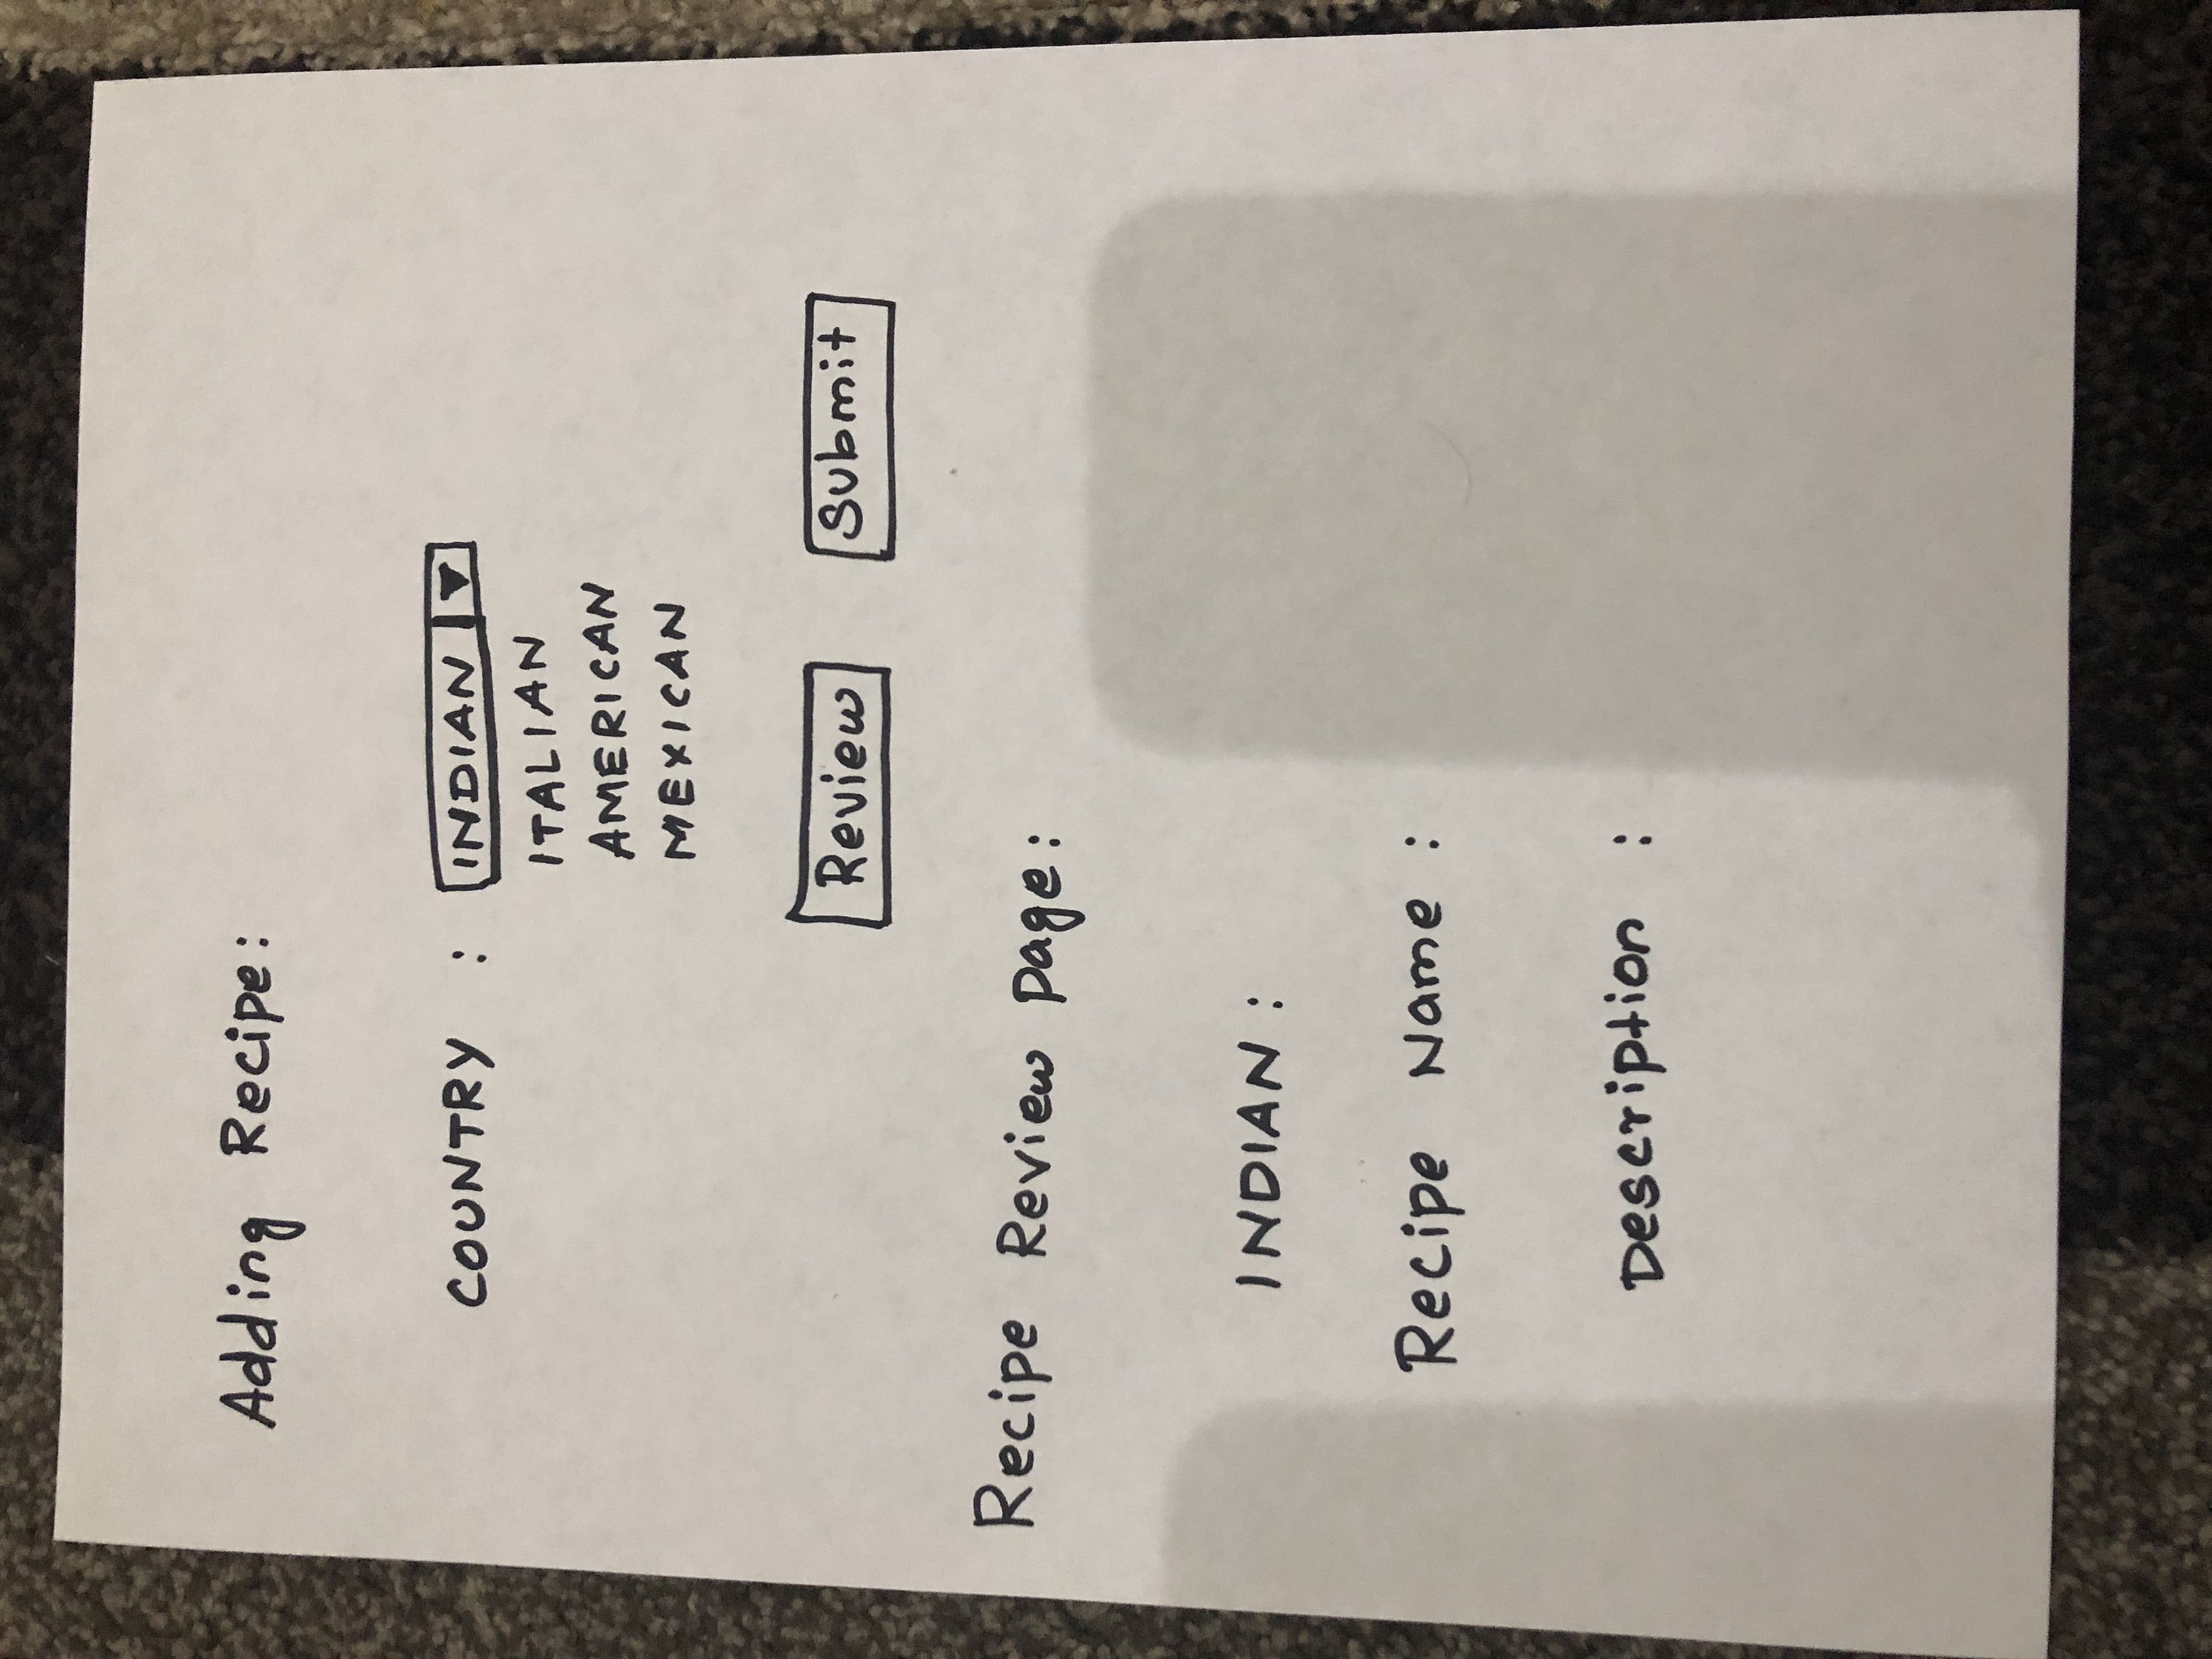 Adding Recipe:
COUNTRY : INDIAN
ITALIAN
AMERICAN
MEXICAN
Review Submit
Recipe Review Page:
INDIAN :
Recipe Name :
Description :